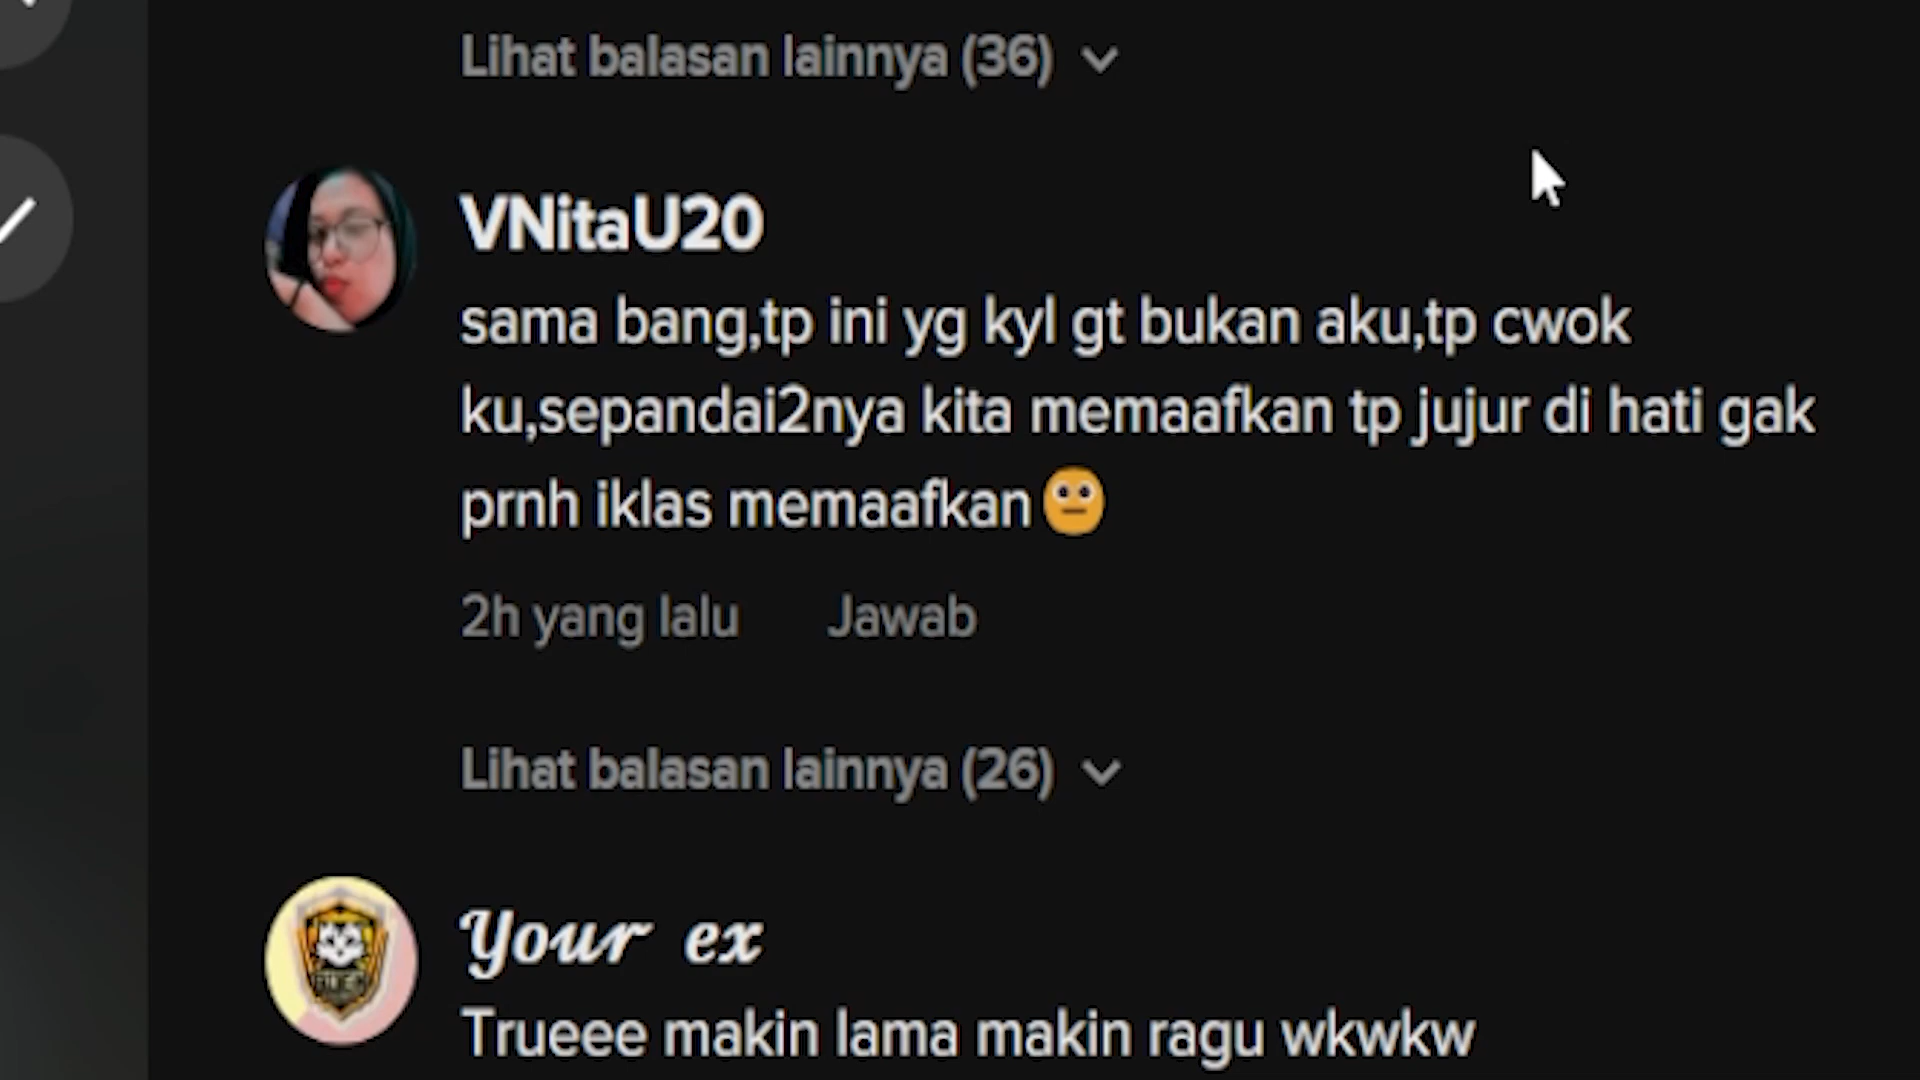 Lihat balasan lainnya (36)
VNitaU20
sama bang,tp ini yg kyl gt bukan aku,tp cwok
ku,sepandai2nya kita memaafkan tp jujur di hati gak
prnh iklas memaafkan😐
2h yang lalu Jawab
Lihat balasan lainnya (26)
Your ex
Trueee makin lama makin ragu wkwkw